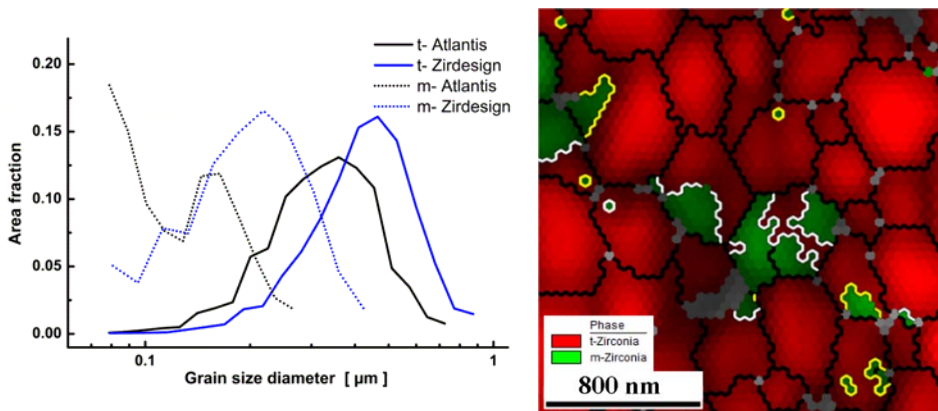 t- Atlantis
t- Zirdesign
m- Atlantis
m- Zirdesign
0.20
0.15
0.10
0.05
0.00
Area fraction
0.1
1
Grain size diameter [ µm ]
Phase
t-Zirconia
m-Zirconia
800 nm